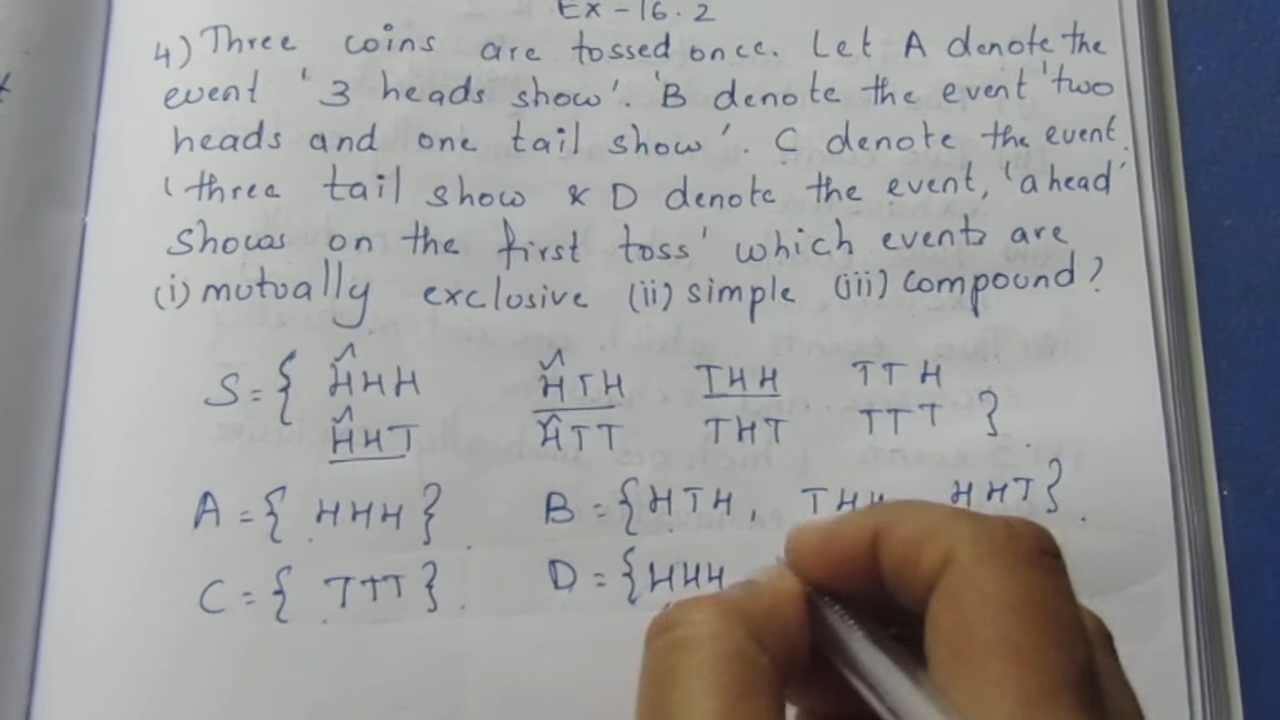 Ex - 16.2
4) Three coins are tossed once. Let A denote the
event '3 heads show'. 'B denote the event 'two
heads and one tail show'. C denote the event
'three tail show & D denote the event, 'a head'
shows on the first toss' which events are
(i) mutually exclusive (ii) simple (iii) compound?
S = { HHH HTH THH TTH
HHT HTT THT TTT }.
A = { HHH }. B = { HTH, THH HHT }.
C = { TTT }. D = { HHH